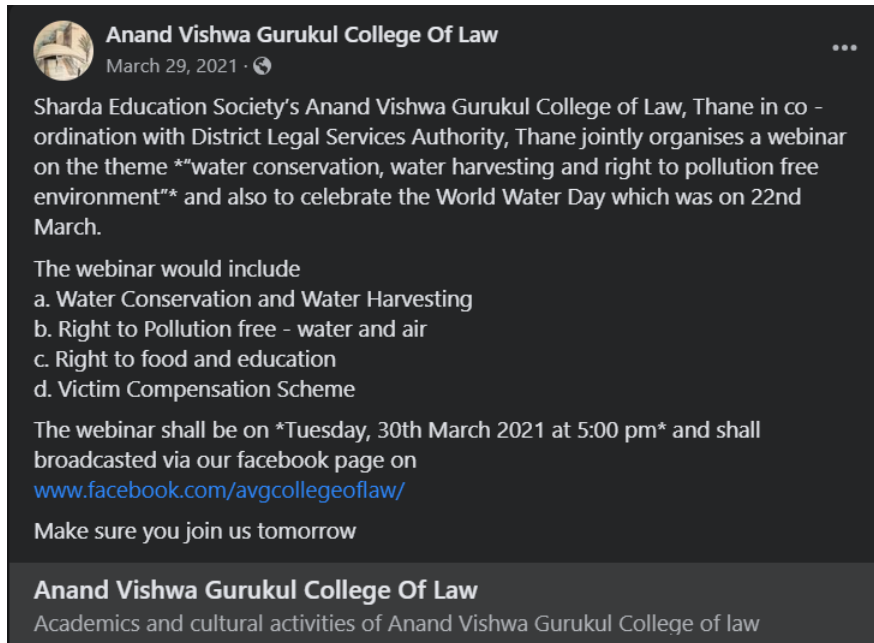 Anand Vishwa Gurukul College Of Law
March 29, 2021 ·
Sharda Education Society's Anand Vishwa Gurukul College of Law, Thane in co -
ordination with District Legal Services Authority, Thane jointly organises a webinar
on the theme *"water conservation, water harvesting and right to pollution free
environment"* and also to celebrate the World Water Day which was on 22nd
March.
The webinar would include
a. Water Conservation and Water Harvesting
b. Right to Pollution free - water and air
c. Right to food and education
d. Victim Compensation Scheme
The webinar shall be on *Tuesday, 30th March 2021 at 5:00 pm* and shall
broadcasted via our facebook page on
www.facebook.com/avgcollegeoflaw/
Make sure you join us tomorrow
Anand Vishwa Gurukul College Of Law
Academics and cultural activities of Anand Vishwa Gurukul College of law